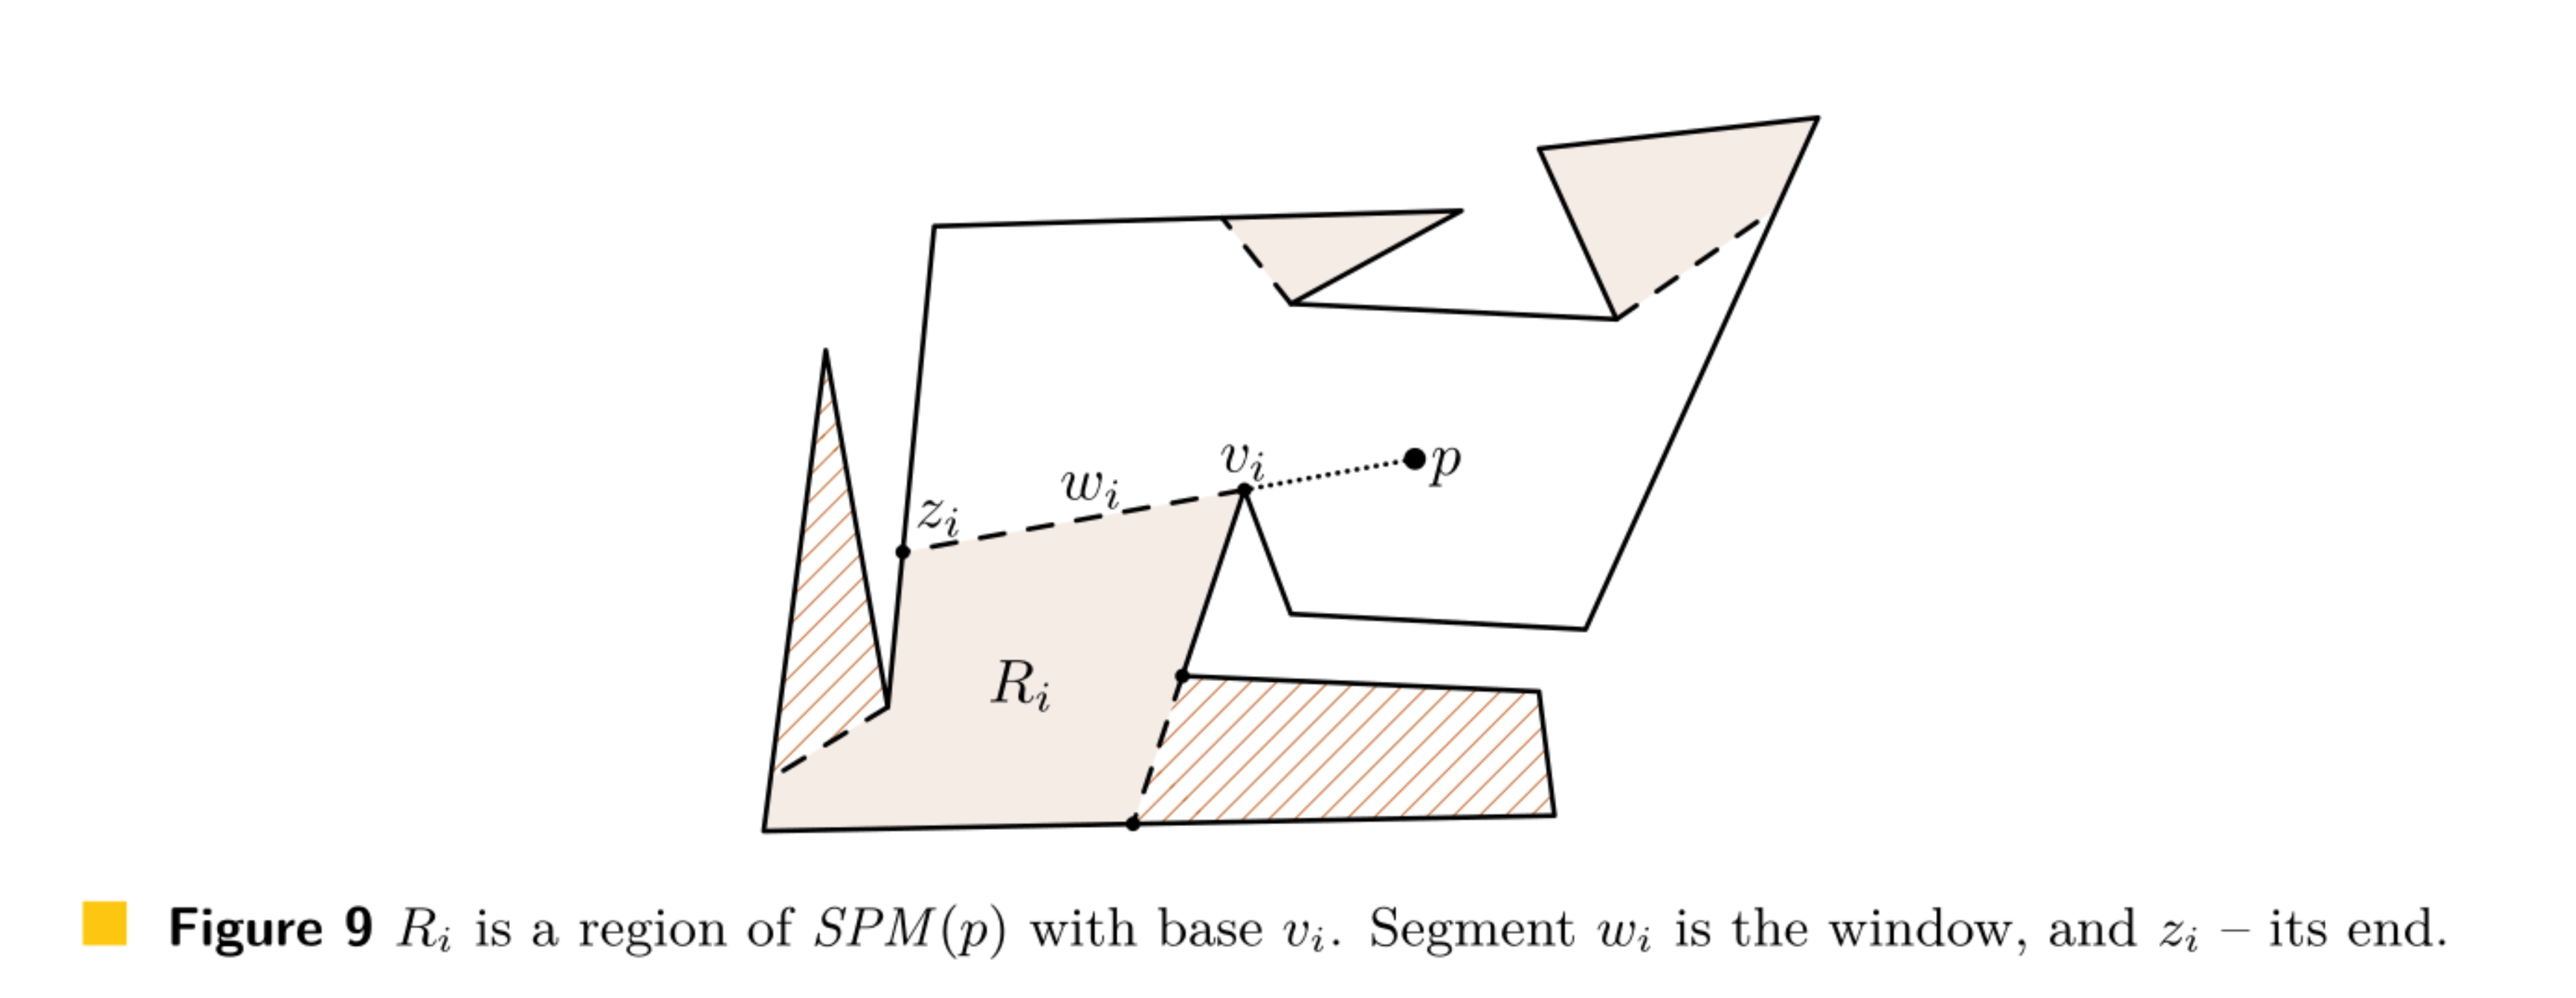 v_i
p
w_i
z_i
R_i
Figure 9 R_i is a region of SPM(p) with base v_i. Segment w_i is the window, and z_i – its end.